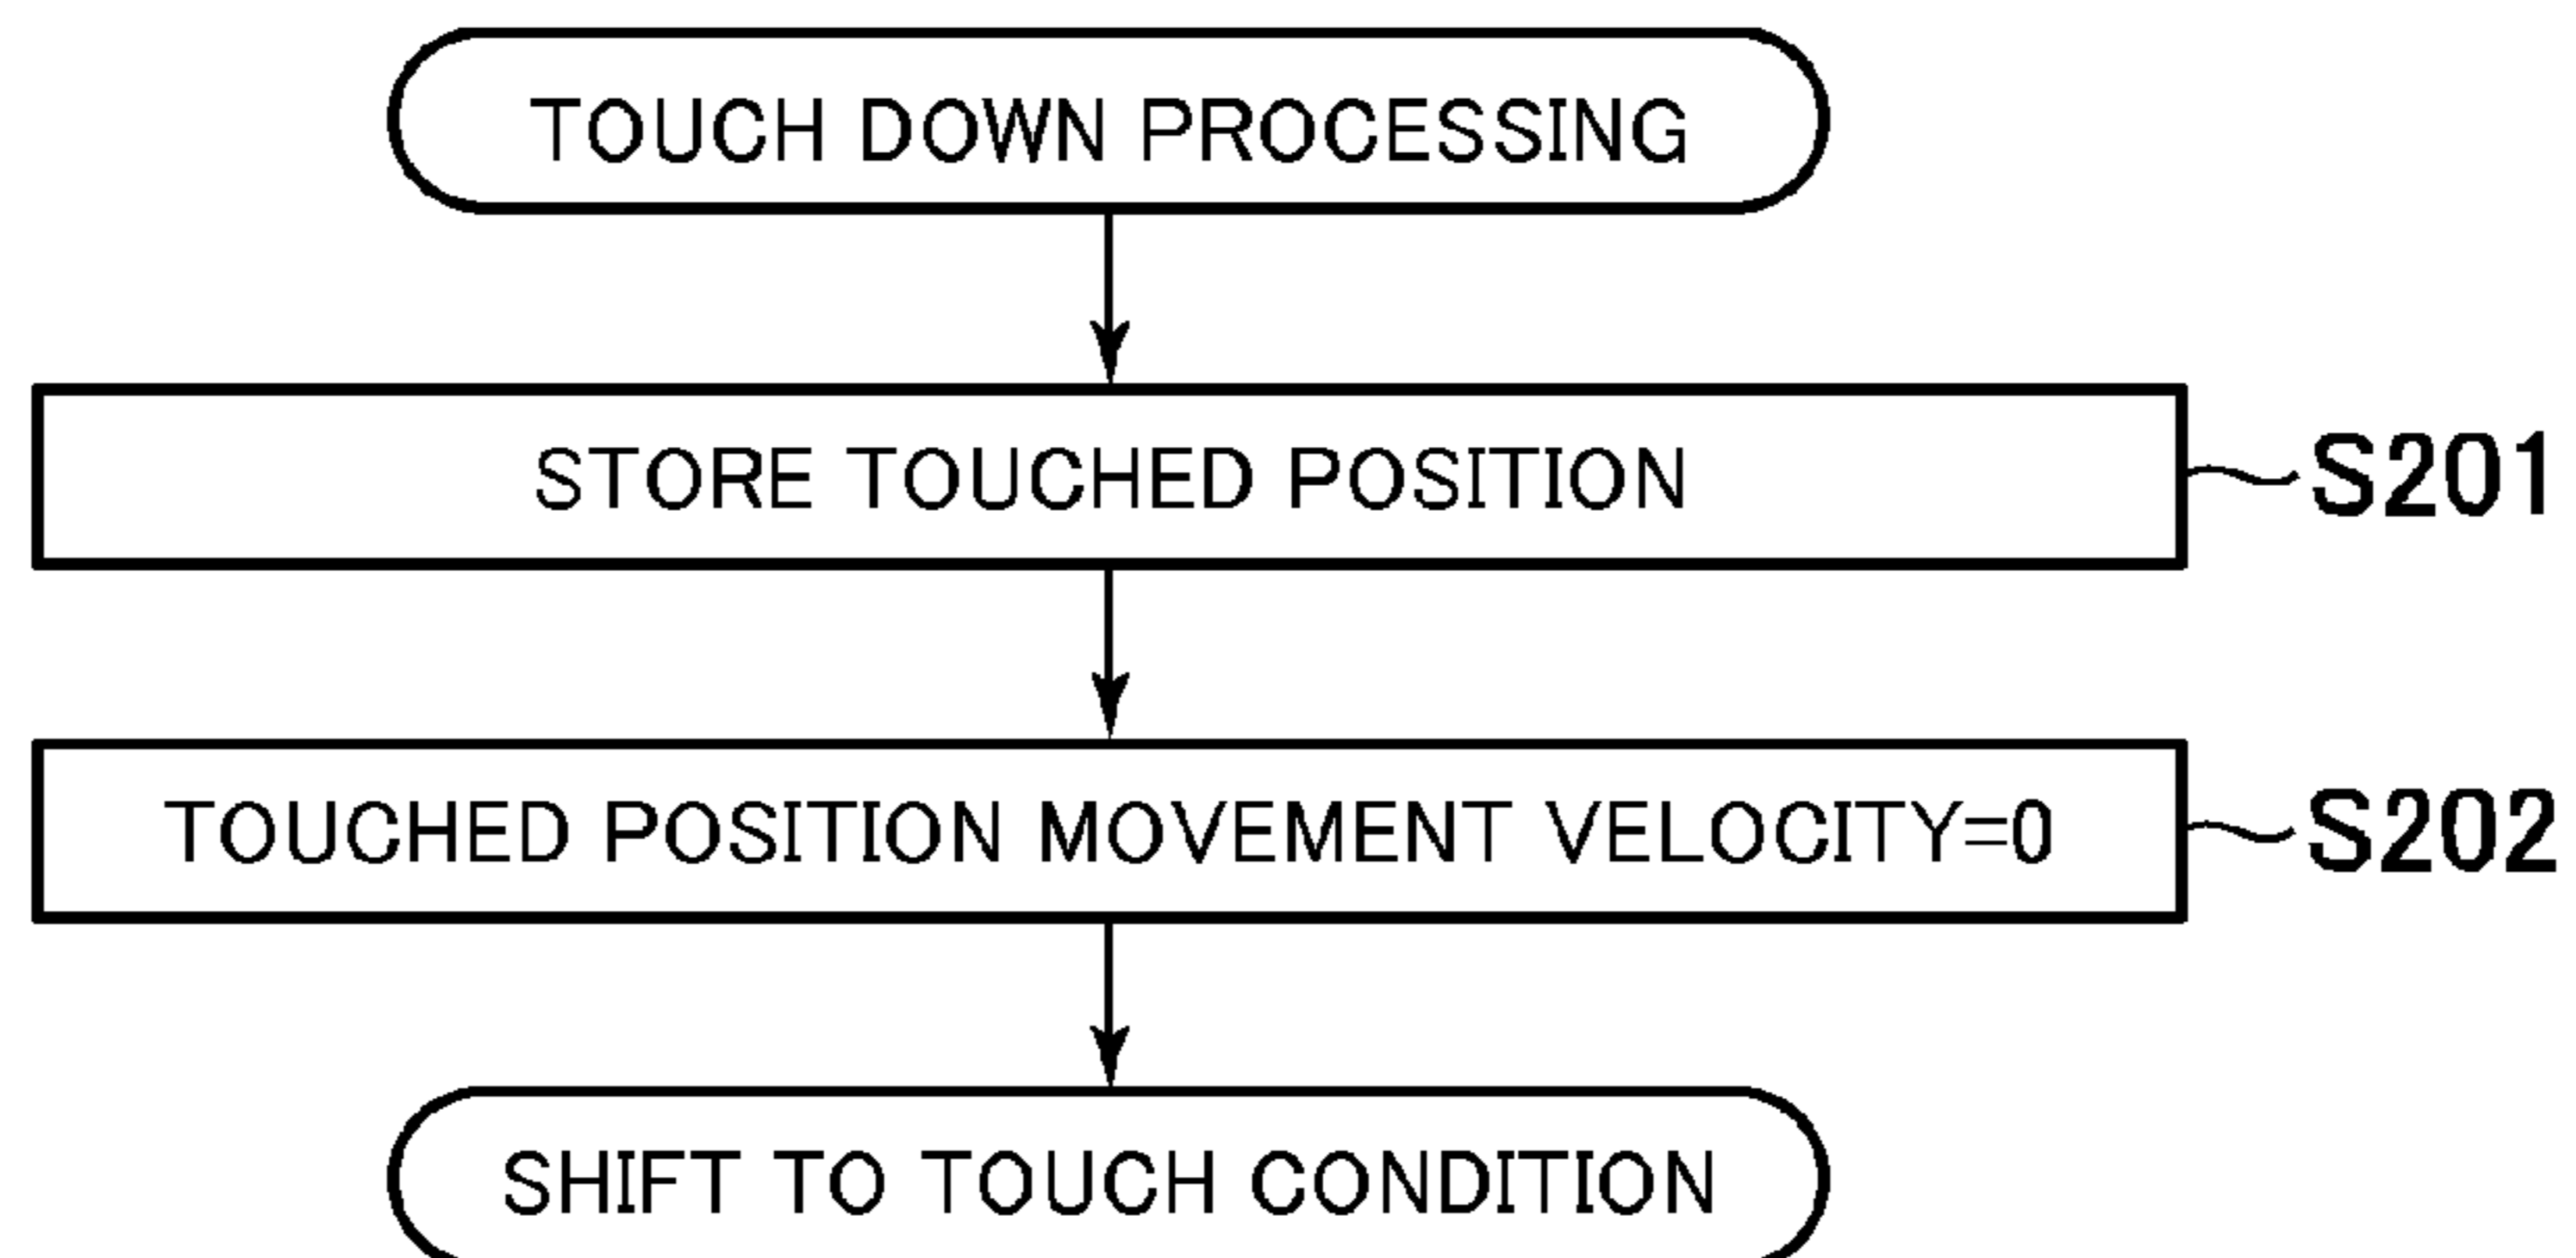 TOUCH DOWN PROCESSING
STORE TOUCHED POSITION
S201
TOUCHED POSITION MOVEMENT VELOCITY=0
S202
SHIFT TO TOUCH CONDITION